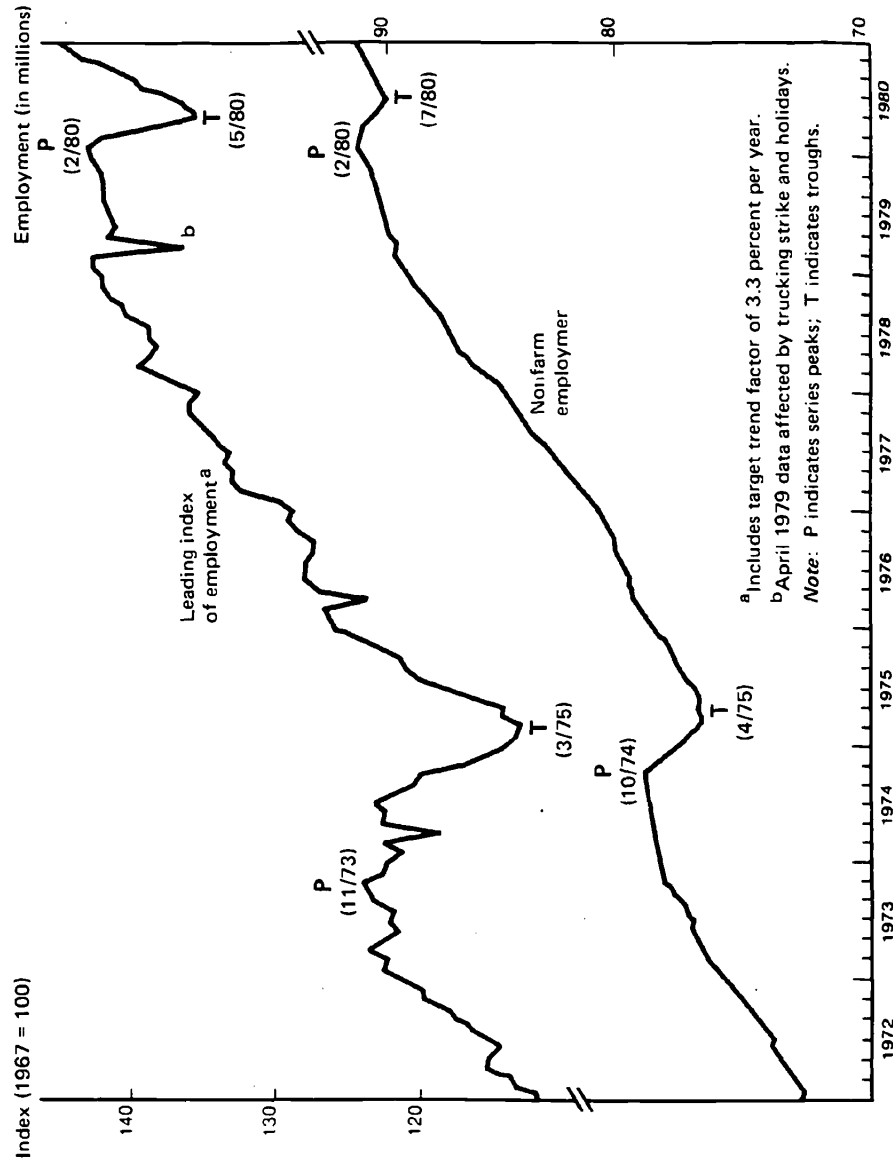 Index (1967 = 100)
Employment (in millions)
140
130
120
90
80
70
P
(11/73)
T
(3/75)
P
(2/80)
T
(5/80)
b
Leading index
of employment a
P
(10/74)
T
(4/75)
P
(2/80)
T
(7/80)
Nonfarm
employmer
a Includes target trend factor of 3.3 percent per year.
b April 1979 data affected by trucking strike and holidays.
Note: P indicates series peaks; T indicates troughs.
1972 1973 1974 1975 1976 1977 1978 1979 1980